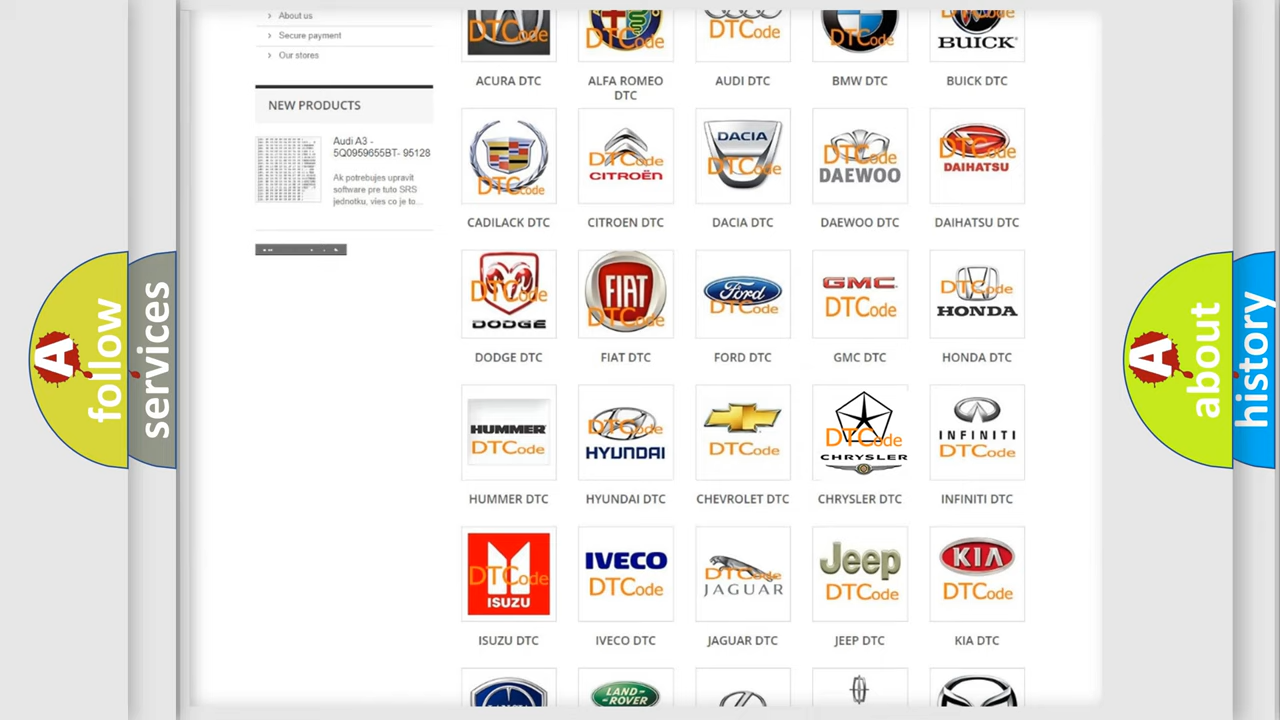 About us
Secure payment
Our stores
NEW PRODUCTS
Audi A3 -
5Q0959655BT- 95128
Ak potrebujes upravit
software pre tuto SRS
jednotku, vies co je to...
DTCode
DTCode
DTCode
DTCode
BUICK
ACURA DTC
ALFA ROMEO
DTC
AUDI DTC
BMW DTC
BUICK DTC
DTCode
DTCode
CITROËN
DACIA
DTCode
DTCode
DAEWOO
DTCode
DAIHATSU
CADILACK DTC
CITROEN DTC
DACIA DTC
DAEWOO DTC
DAIHATSU DTC
DTCode
DODGE
FIAT
DTCode
Ford
DTCode
GMC
DTCode
DTCode
HONDA
DODGE DTC
FIAT DTC
FORD DTC
GMC DTC
HONDA DTC
HUMMER
DTCode
DTCode
HYUNDAI
DTCode
DTCode
CHRYSLER
INFINITI
DTCode
HUMMER DTC
HYUNDAI DTC
CHEVROLET DTC
CHRYSLER DTC
INFINITI DTC
DTCode
ISUZU
IVECO
DTCode
DTCode
JAGUAR
Jeep
DTCode
KIA
DTCode
ISUZU DTC
IVECO DTC
JAGUAR DTC
JEEP DTC
KIA DTC
LAND-
ROVER
A follow
services
A about
history